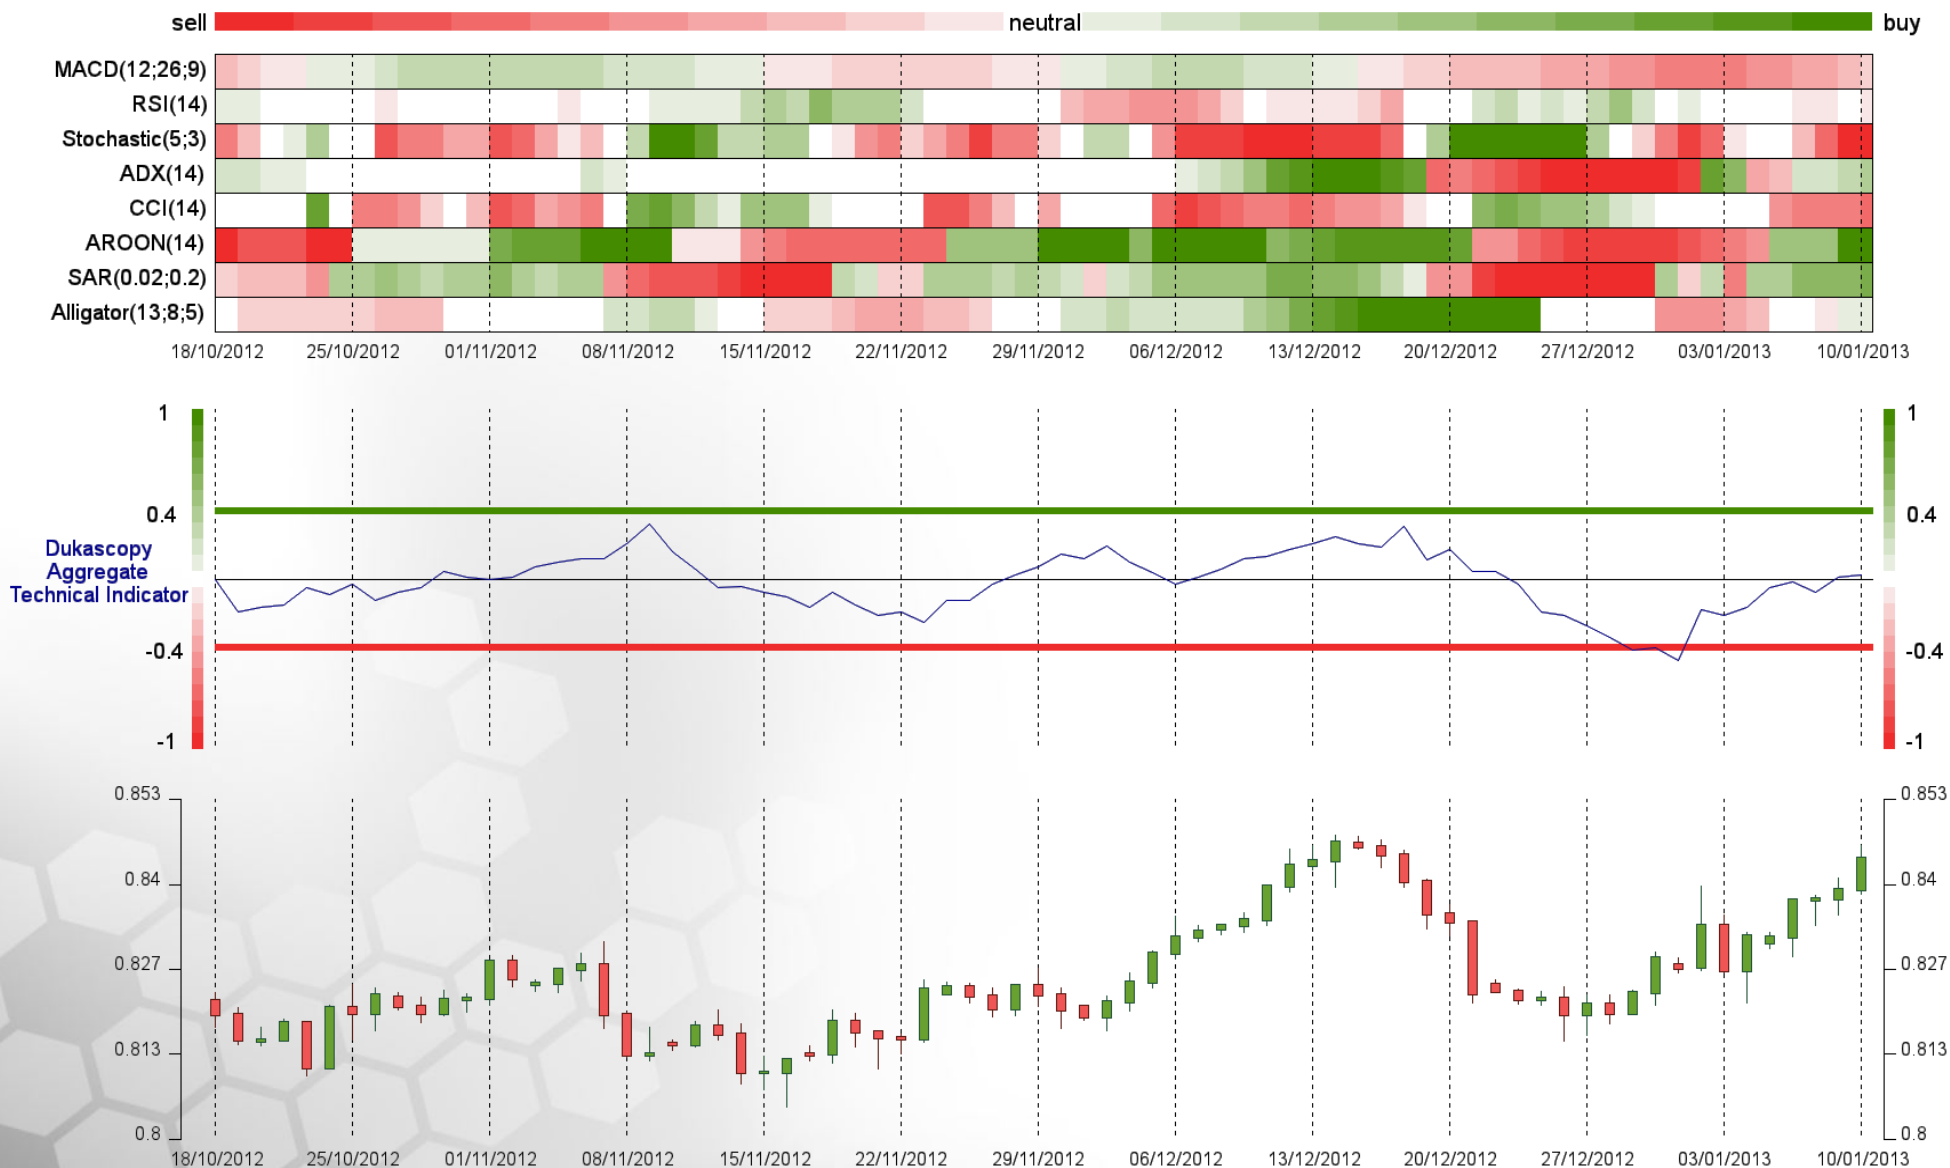 sell neutral buy
MACD(12;26;9)
RSI(14)
Stochastic(5;3)
ADX(14)
CCI(14)
AROON(14)
SAR(0.02;0.2)
Alligator(13;8;5)
18/10/2012 25/10/2012 01/11/2012 08/11/2012 15/11/2012 22/11/2012 29/11/2012 06/12/2012 13/12/2012 20/12/2012 27/12/2012 03/01/2013 10/01/2013
1 1
0.4 0.4
Dukascopy
Aggregate
Technical Indicator
-0.4 -0.4
-1 -1
0.853 0.853
0.84 0.84
0.827 0.827
0.813 0.813
0.8 0.8
18/10/2012 25/10/2012 01/11/2012 08/11/2012 15/11/2012 22/11/2012 29/11/2012 06/12/2012 13/12/2012 20/12/2012 27/12/2012 03/01/2013 10/01/2013